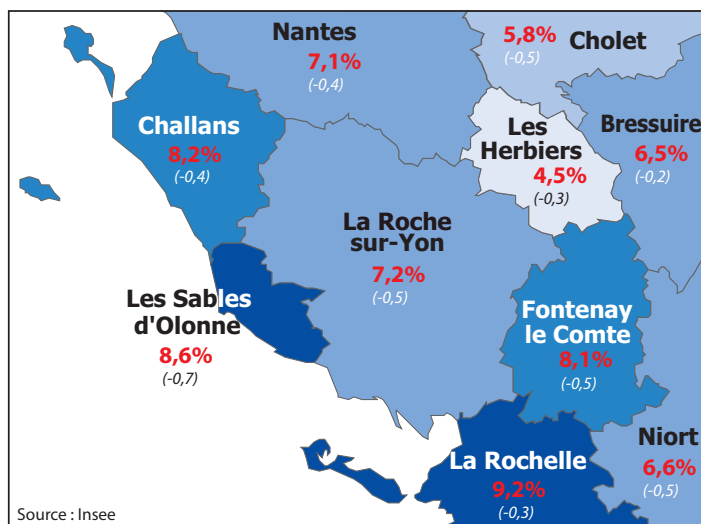 Nantes
7,1%
(-0,4)
5,8%
(-0,5)
Cholet
Challans
8,2%
(-0,4)
Les
Herbiers
4,5%
(-0,3)
Bressuire
6,5%
(-0,2)
La Roche
sur-Yon
7,2%
(-0,5)
Les Sables
d'Olonne
8,6%
(-0,7)
Fontenay
le Comte
8,1%
(-0,5)
La Rochelle
9,2%
(-0,3)
Niort
6,6%
(-0,5)
Source : Insee